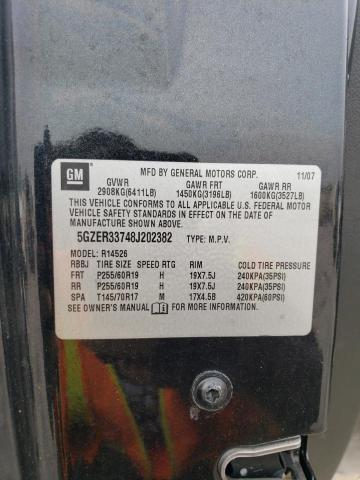 GM
MFD BY GENERAL MOTORS CORP. 11/07
GVWR GAWR FRT GAWR RR
2908KG(6411LB) 1450KG(3196LB) 1600KG(3527LB)
THIS VEHICLE CONFORMS TO ALL APPLICABLE U.S. FEDERAL MOTOR
VEHICLE SAFETY, BUMPER, AND THEFT PREVENTION STANDARDS
IN EFFECT ON THE DATE OF MANUFACTURE SHOWN ABOVE.
5GZER33748J202382 TYPE: M.P.V.
MODEL: R14526
RBBJ TIRE SIZE SPEED RTG RIM COLD TIRE PRESSURE
FRT P255/60R19 H 19X7.5J 240KPA(35PSI)
RR P255/60R19 H 19X7.5J 240KPA(35PSI)
SPA T145/70R17 M 17X4.5B 420KPA(60PSI)
SEE OWNER'S MANUAL FOR MORE INFORMATION.